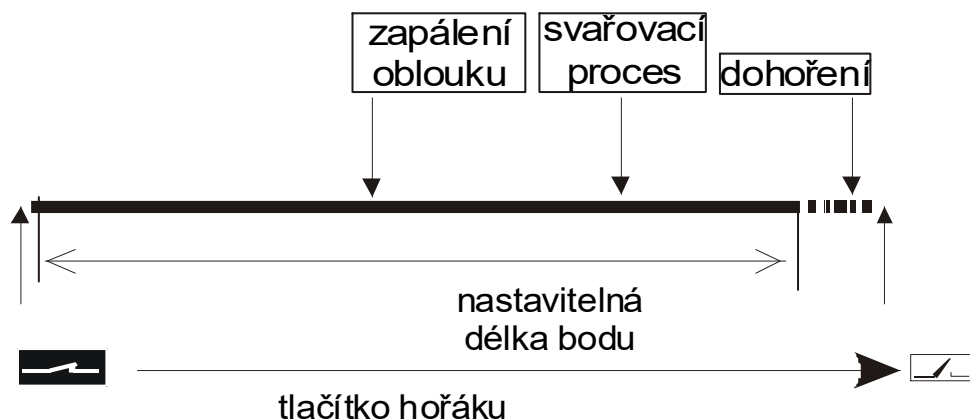 zapálení
oblouku
svařovací
proces
dohoření
nastavitelná
délka bodu
tlačítko hořáku